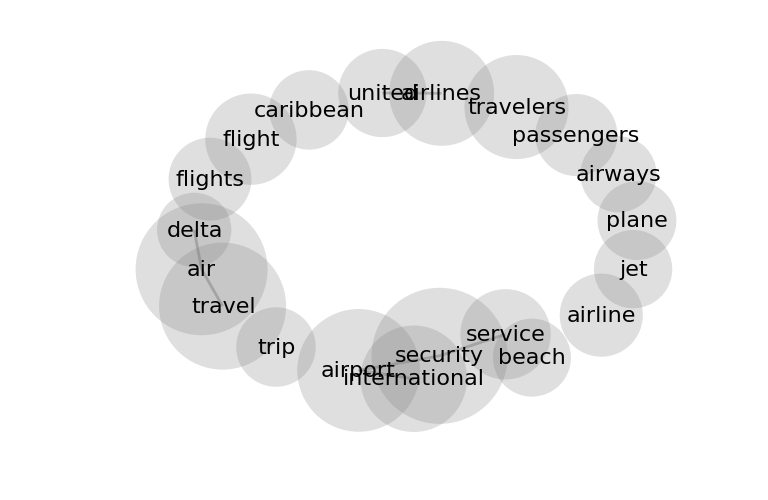 united
airlines
travelers
caribbean
passengers
flight
airways
flights
plane
delta
air
jet
travel
airline
service
trip
security
beach
airport
international